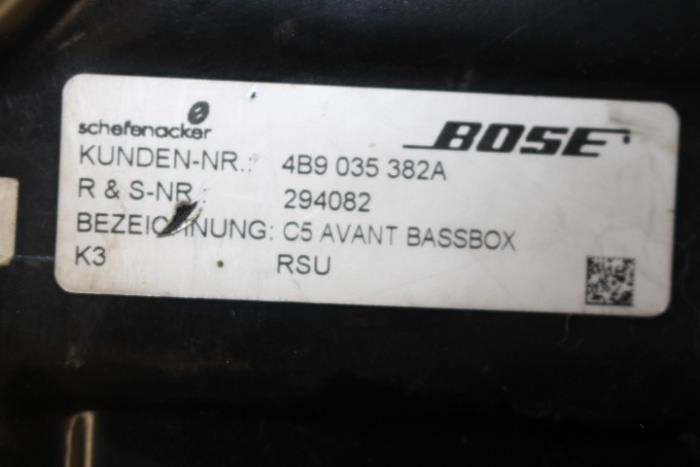 schefenacker BOSE
KUNDEN-NR.: 4B9 035 382A
R & S-NR 294082
BEZEICHNUNG: C5 AVANT BASSBOX
K3 RSU